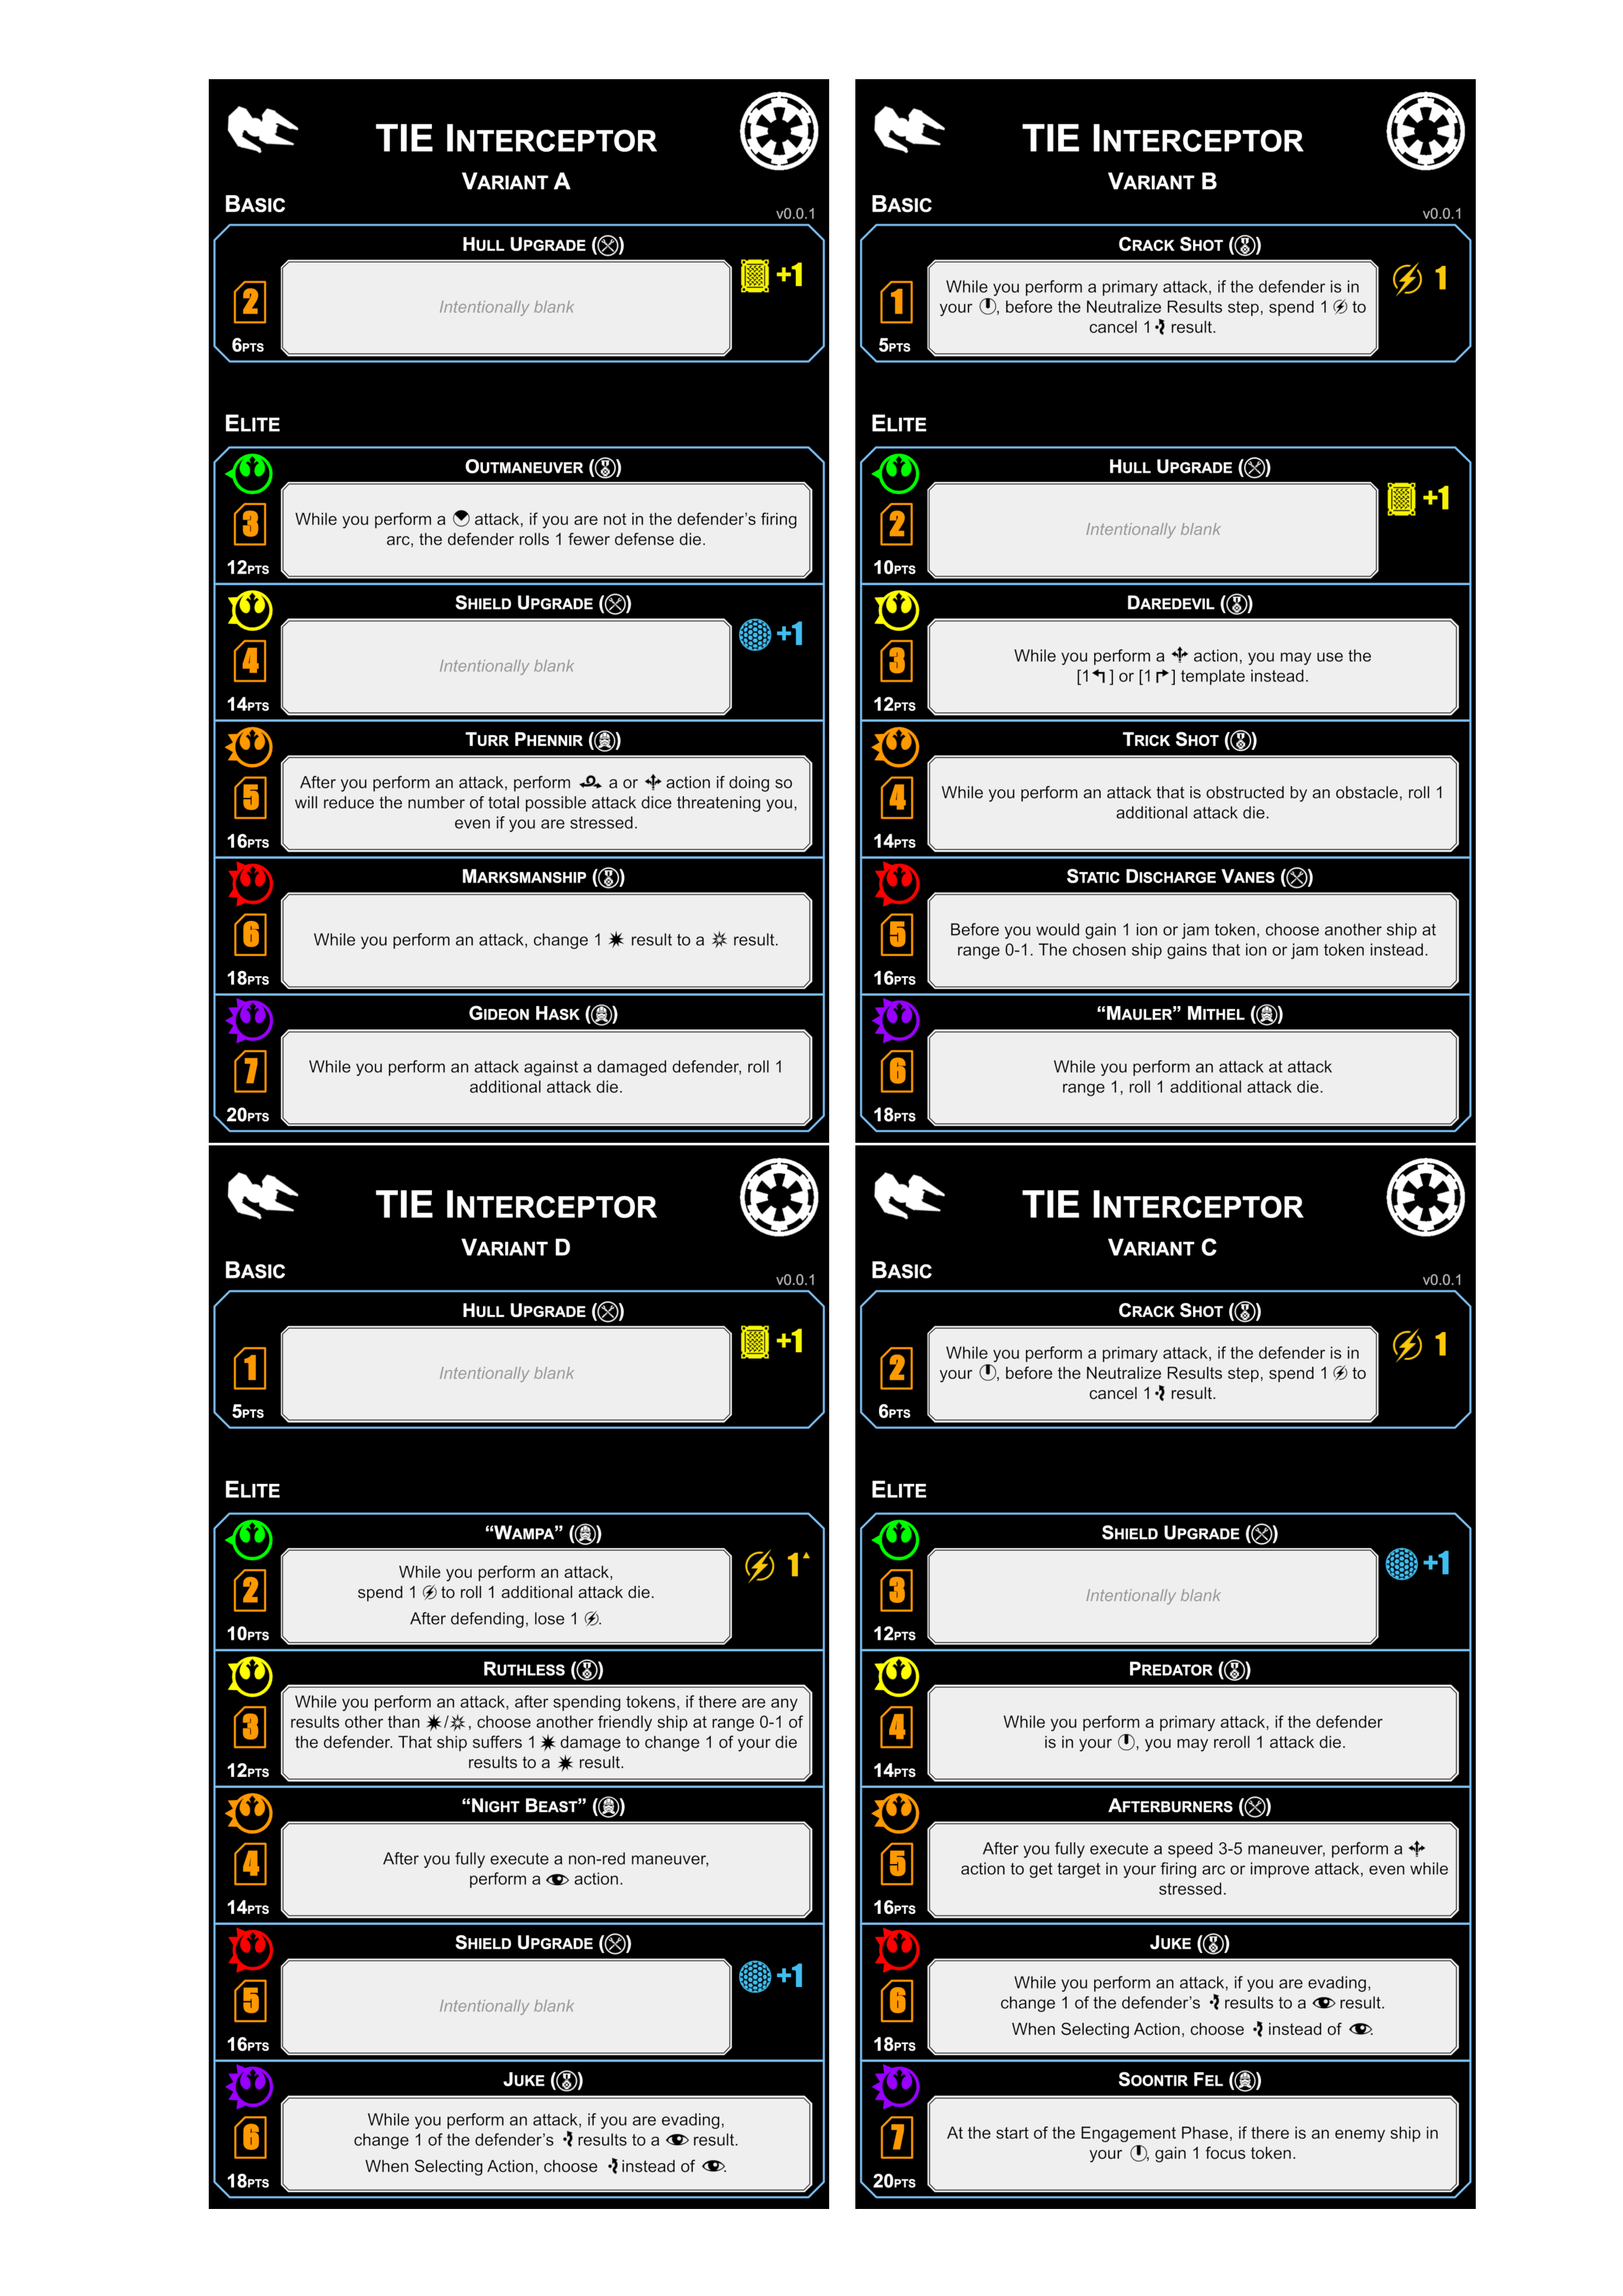 TIE Interceptor
Variant A
Basic
v0.0.1
Hull Upgrade ()
+1
2
Intentionally blank
6pts
Elite
Outmaneuver ()
3
While you perform a attack, if you are not in the defender's firing
arc, the defender rolls 1 fewer defense die.
12pts
Shield Upgrade ()
+1
4
Intentionally blank
14pts
Turr Phennir ()
5
After you perform an attack, perform a or action if doing so
will reduce the number of total possible attack dice threatening you,
even if you are stressed.
16pts
Marksmanship ()
6
While you perform an attack, change 1 result to a result.
18pts
Gideon Hask ()
7
While you perform an attack against a damaged defender, roll 1
additional attack die.
20pts
TIE Interceptor
Variant B
Basic
v0.0.1
Crack Shot ()
1
1
While you perform a primary attack, if the defender is in
your , before the Neutralize Results step, spend 1 to
cancel 1 result.
5pts
Elite
Hull Upgrade ()
+1
2
Intentionally blank
10pts
Daredevil ()
3
While you perform a action, you may use the
[1 ] or [1 ] template instead.
12pts
Trick Shot ()
4
While you perform an attack that is obstructed by an obstacle, roll 1
additional attack die.
14pts
Static Discharge Vanes ()
5
Before you would gain 1 ion or jam token, choose another ship at
range 0-1. The chosen ship gains that ion or jam token instead.
16pts
“Mauler” Mithel ()
6
While you perform an attack at attack
range 1, roll 1 additional attack die.
18pts
TIE Interceptor
Variant D
Basic
v0.0.1
Hull Upgrade ()
+1
1
Intentionally blank
5pts
Elite
“Wampa” ()
1
2
While you perform an attack,
spend 1 to roll 1 additional attack die.
After defending, lose 1 .
10pts
Ruthless ()
3
While you perform an attack, after spending tokens, if there are any
results other than / , choose another friendly ship at range 0-1 of
the defender. That ship suffers 1 damage to change 1 of your die
results to a result.
12pts
“Night Beast” ()
4
After you fully execute a non-red maneuver,
perform a action.
14pts
Shield Upgrade ()
+1
5
Intentionally blank
16pts
Juke ()
6
While you perform an attack, if you are evading,
change 1 of the defender's results to a result.
When Selecting Action, choose instead of .
18pts
TIE Interceptor
Variant C
Basic
v0.0.1
Crack Shot ()
1
2
While you perform a primary attack, if the defender is in
your , before the Neutralize Results step, spend 1 to
cancel 1 result.
6pts
Elite
Shield Upgrade ()
+1
3
Intentionally blank
12pts
Predator ()
4
While you perform a primary attack, if the defender
is in your , you may reroll 1 attack die.
14pts
Afterburners ()
5
After you fully execute a speed 3-5 maneuver, perform a
action to get target in your firing arc or improve attack, even while
stressed.
16pts
Juke ()
6
While you perform an attack, if you are evading,
change 1 of the defender's results to a result.
When Selecting Action, choose instead of .
18pts
Soontir Fel ()
7
At the start of the Engagement Phase, if there is an enemy ship in
your , gain 1 focus token.
20pts